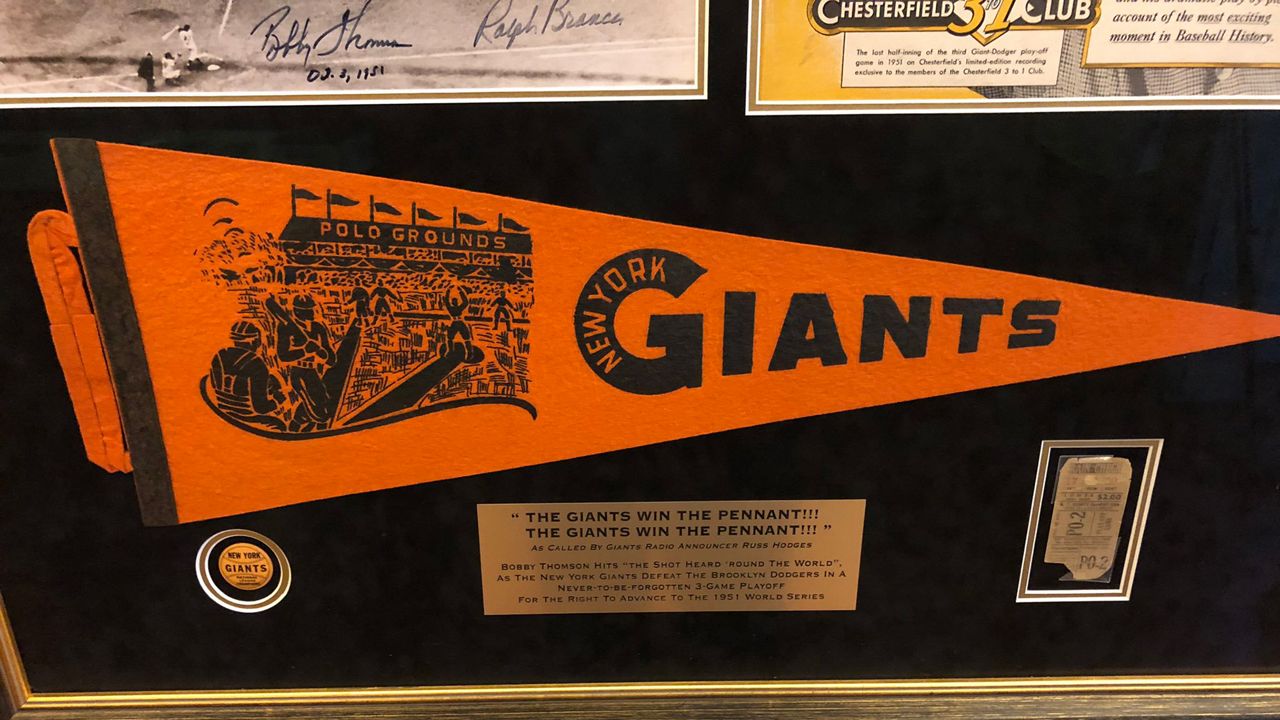 Bobby Thomson
Ralph Branca
Oct. 3, 1951
CHESTERFIELD 3 to 1 CLUB
The last half-inning of the third Giant-Dodger play-off
game in 1951 on Chesterfield's limited-edition recording
exclusive to the members of the Chesterfield 3 to 1 Club.
and his dramatic play by
account of the most exciting
moment in Baseball History.
POLO GROUNDS
NEW YORK
GIANTS
NEW YORK
GIANTS
“ THE GIANTS WIN THE PENNANT!!!
THE GIANTS WIN THE PENNANT!!! ”
AS CALLED BY GIANTS RADIO ANNOUNCER RUSS HODGES
BOBBY THOMSON HITS “THE SHOT HEARD ’ROUND THE WORLD”,
AS THE NEW YORK GIANTS DEFEAT THE BROOKLYN DODGERS IN A
NEVER-TO-BE-FORGOTTEN 3-GAME PLAYOFF
FOR THE RIGHT TO ADVANCE TO THE 1951 WORLD SERIES
$2.00
PO-2
PO-2